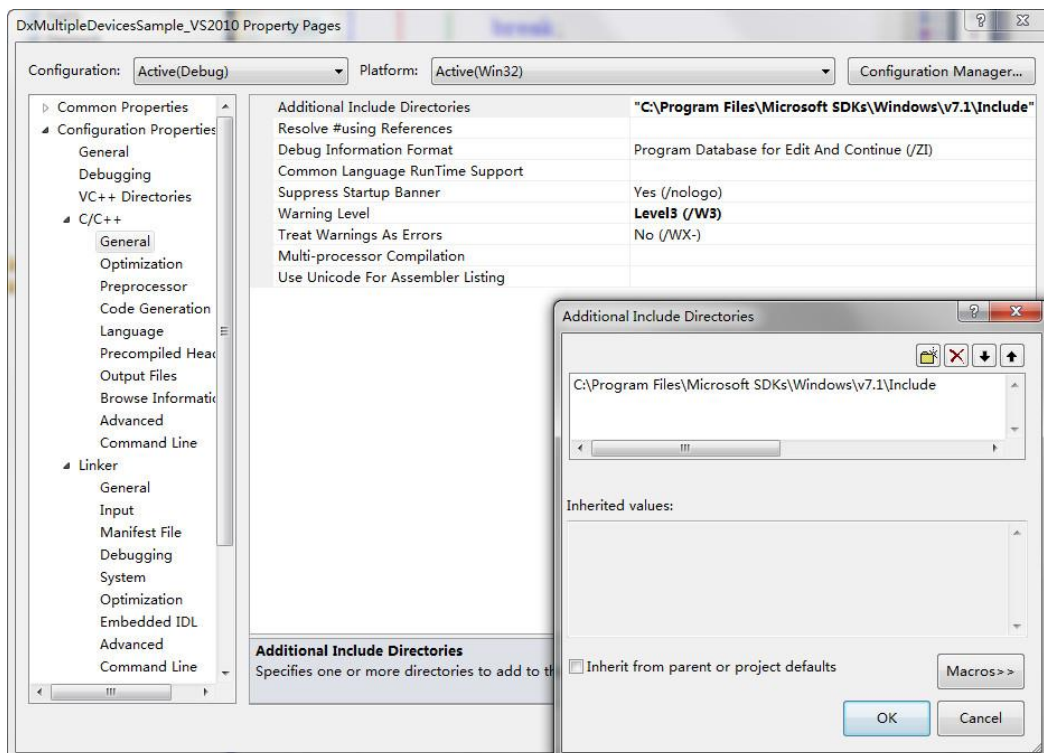 DxMultipleDevicesSample_VS2010 Property Pages
break;
Configuration: Active(Debug) Platform: Active(Win32) Configuration Manager...
Common Properties
Configuration Properties
General
Debugging
VC++ Directories
C/C++
General
Optimization
Preprocessor
Code Generation
Language
Precompiled Head
Output Files
Browse Informatic
Advanced
Command Line
Linker
General
Input
Manifest File
Debugging
System
Optimization
Embedded IDL
Advanced
Command Line
Additional Include Directories "C:\Program Files\Microsoft SDKs\Windows\v7.1\Include"
Resolve #using References
Debug Information Format Program Database for Edit And Continue (/ZI)
Common Language RunTime Support
Suppress Startup Banner Yes (/nologo)
Warning Level Level3 (/W3)
Treat Warnings As Errors No (/WX-)
Multi-processor Compilation
Use Unicode For Assembler Listing
Additional Include Directories
Specifies one or more directories to add to th
Additional Include Directories
C:\Program Files\Microsoft SDKs\Windows\v7.1\Include
Inherited values:
Inherit from parent or project defaults
Macros>>
OK Cancel